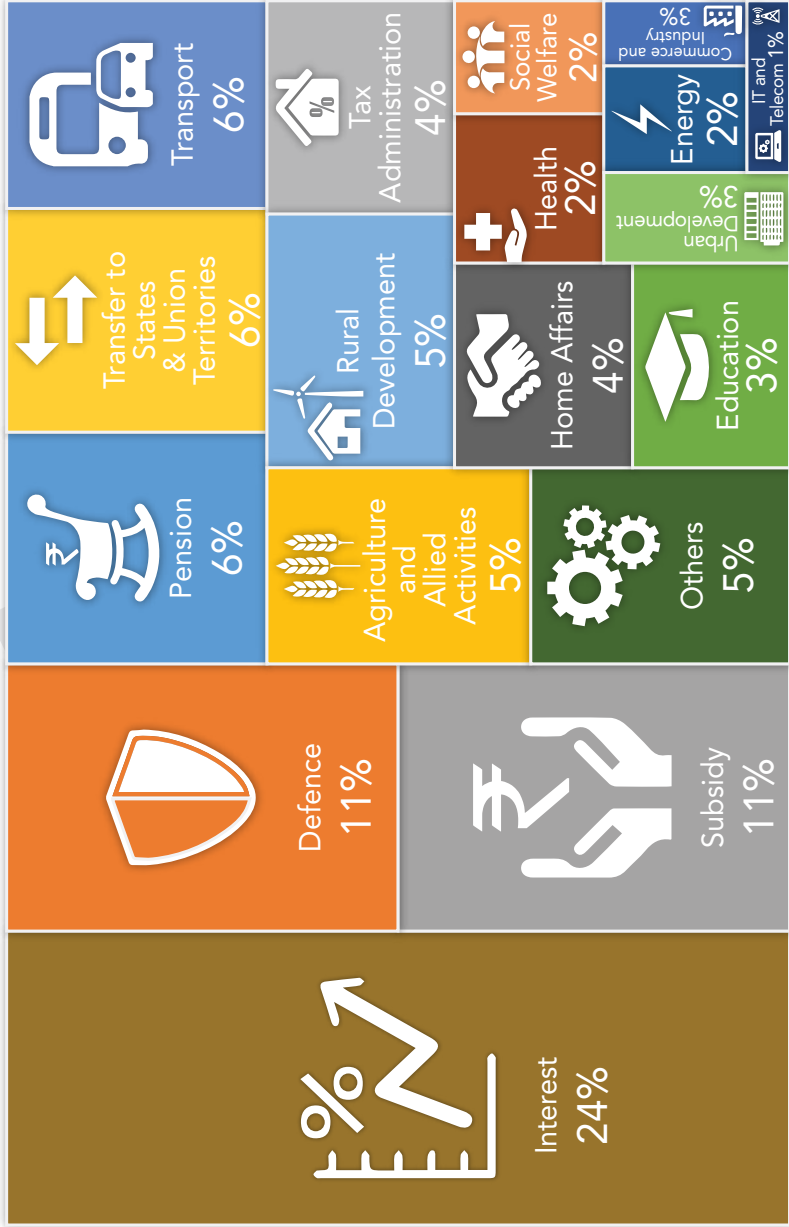 Interest
24%
Defence
11%
Subsidy
11%
Pension
6%
Transfer to
States
& Union
Territories
6%
Transport
6%
Agriculture
and
Allied
Activities
5%
Rural
Development
5%
Tax
Administration
4%
Others
5%
Home Affairs
4%
Education
3%
Health
2%
Social
Welfare
2%
Urban
Development
3%
Energy
2%
Commerce and
Industry
3%
IT and
Telecom 1%